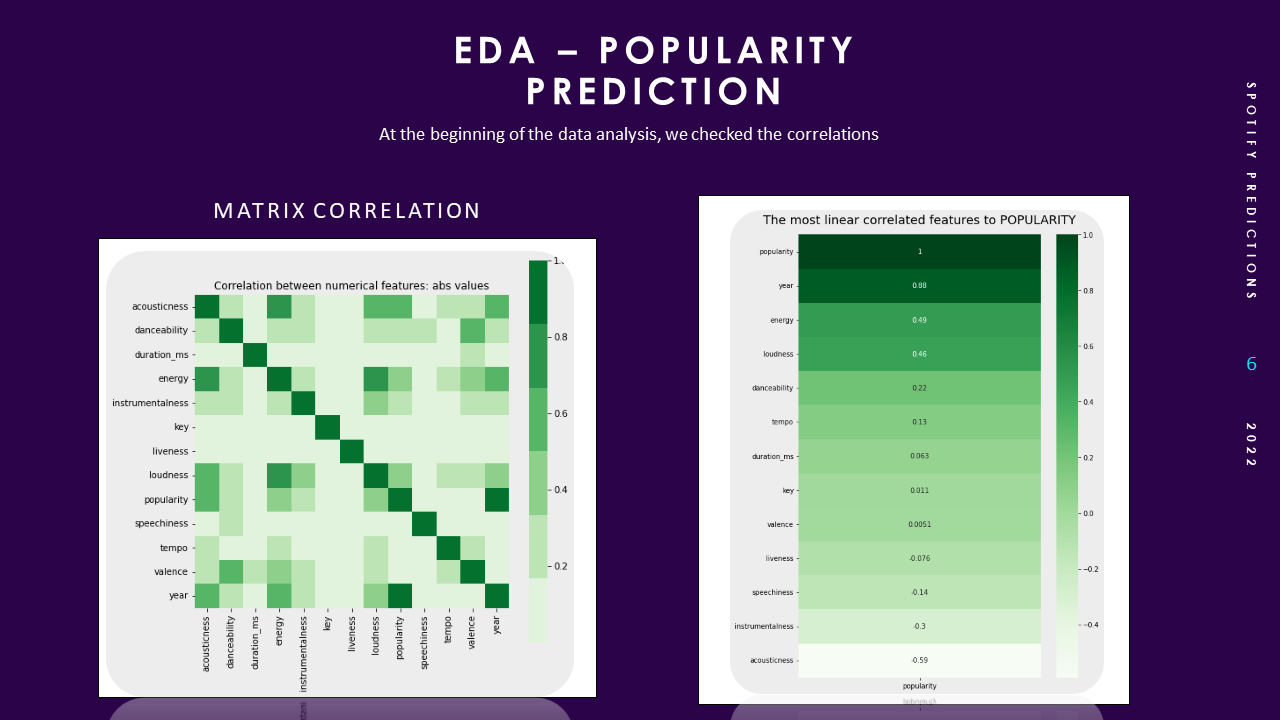 EDA – POPULARITY
PREDICTION
At the beginning of the data analysis, we checked the correlations
MATRIX CORRELATION
Correlation between numerical features: abs values
acousticness
danceability
duration_ms
energy
instrumentalness
key
liveness
loudness
popularity
speechiness
tempo
valence
year
acousticness
danceability
duration_ms
energy
instrumentalness
key
liveness
loudness
popularity
speechiness
tempo
valence
year
0.8
0.6
0.4
0.2
The most linear correlated features to POPULARITY
popularity 1
year 0.88
energy 0.49
loudness 0.46
danceability 0.22
tempo 0.13
duration_ms 0.063
key 0.011
valence 0.0051
liveness -0.076
speechiness -0.14
instrumentalness -0.3
acousticness -0.59
popularity
1.0
0.8
0.6
0.4
0.2
0.0
−0.2
−0.4
SPOTIFY PREDICTIONS
6
2022